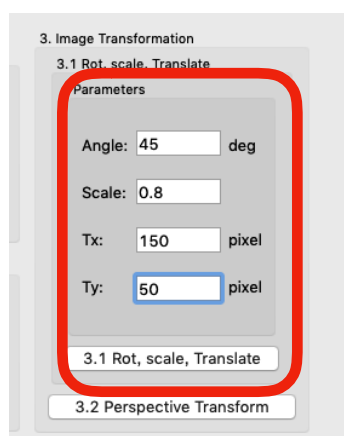 3. Image Transformation
3.1 Rot, scale, Translate
Parameters
Angle: 45 deg
Scale: 0.8
Tx: 150 pixel
Ty: 50 pixel
3.1 Rot, scale, Translate
3.2 Perspective Transform